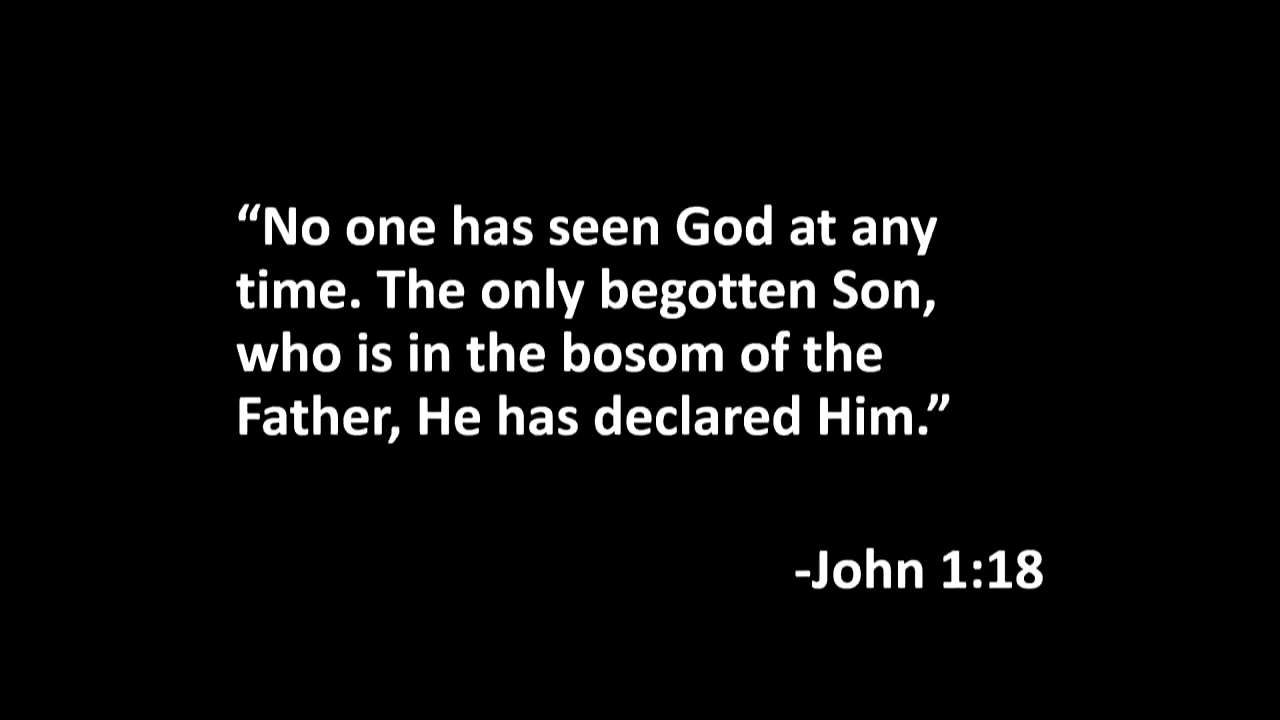 “No one has seen God at any
time. The only begotten Son,
who is in the bosom of the
Father, He has declared Him.”
-John 1:18